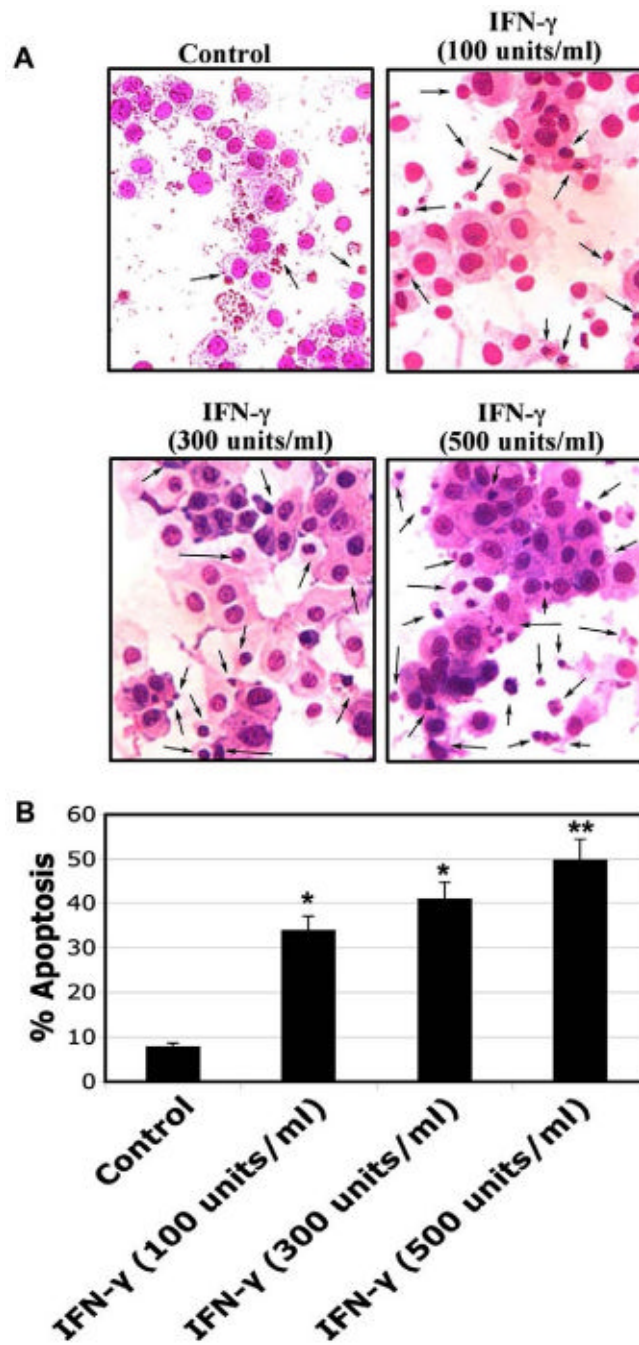 A
Control
IFN-γ
(100 units/ml)
IFN-γ
(300 units/ml)
IFN-γ
(500 units/ml)
B
% Apoptosis
60
50
40
30
20
10
0
*
*
**
Control
IFN-γ (100 units/ml)
IFN-γ (300 units/ml)
IFN-γ (500 units/ml)